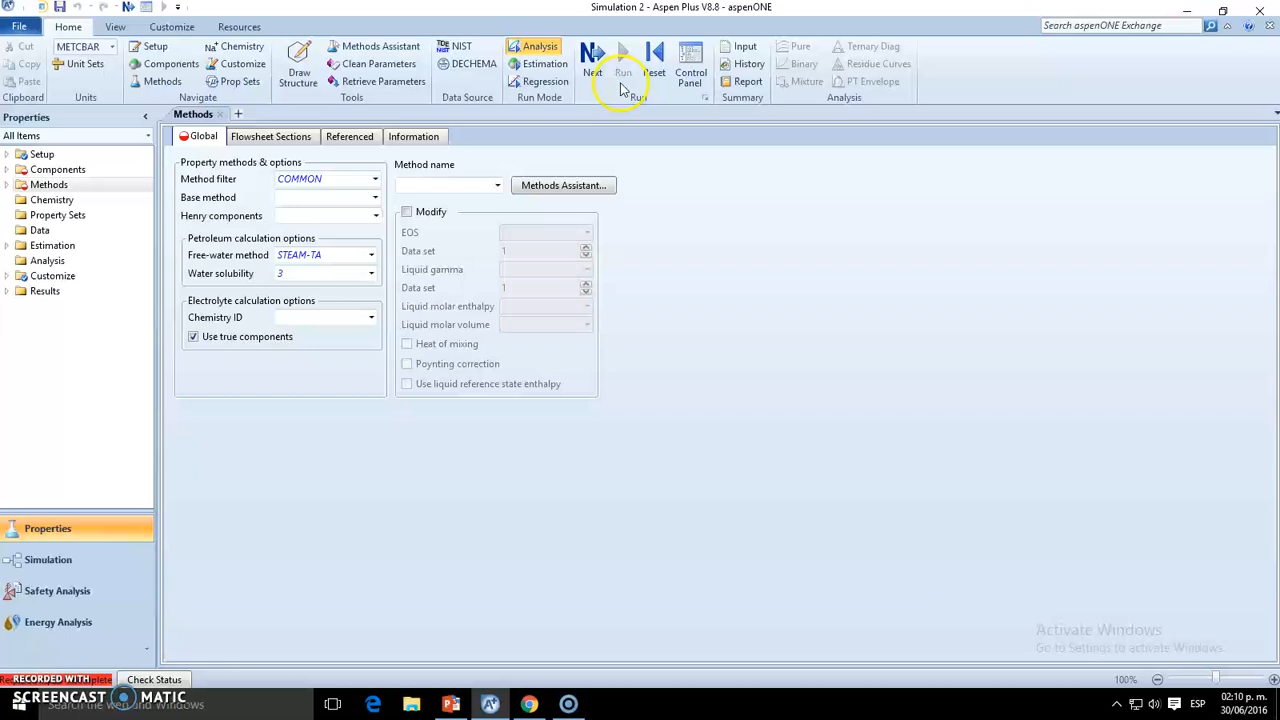 Simulation 2 - Aspen Plus V8.8 - aspenONE
File Home View Customize Resources Search aspenONE Exchange
Cut METCBAR Setup Chemistry Methods Assistant NIST Analysis Input Pure Ternary Diag
Copy Unit Sets Components Customize Clean Parameters DECHEMA Estimation History Binary Residue Curves
Paste Methods Prop Sets Draw Structure Retrieve Parameters Regression Next Run Reset Control Panel Report Mixture PT Envelope
Clipboard Units Navigate Tools Data Source Run Mode Run Summary Analysis
Properties
All Items
Setup
Components
Methods
Chemistry
Property Sets
Data
Estimation
Analysis
Customize
Results
Properties
Simulation
Safety Analysis
Energy Analysis
Methods
Global Flowsheet Sections Referenced Information
Property methods & options
Method filter COMMON
Base method
Henry components
Petroleum calculation options
Free-water method STEAM-TA
Water solubility 3
Electrolyte calculation options
Chemistry ID
Use true components
Method name
Methods Assistant...
Modify
EOS
Data set 1
Liquid gamma
Data set 1
Liquid molar enthalpy
Liquid molar volume
Heat of mixing
Poynting correction
Use liquid reference state enthalpy
Activate Windows
Go to Settings to activate Windows.
RECORDED WITH
SCREENCAST MATIC
Check Status
100%
Search the web and Windows
ESP
02:10 p. m.
30/06/2016